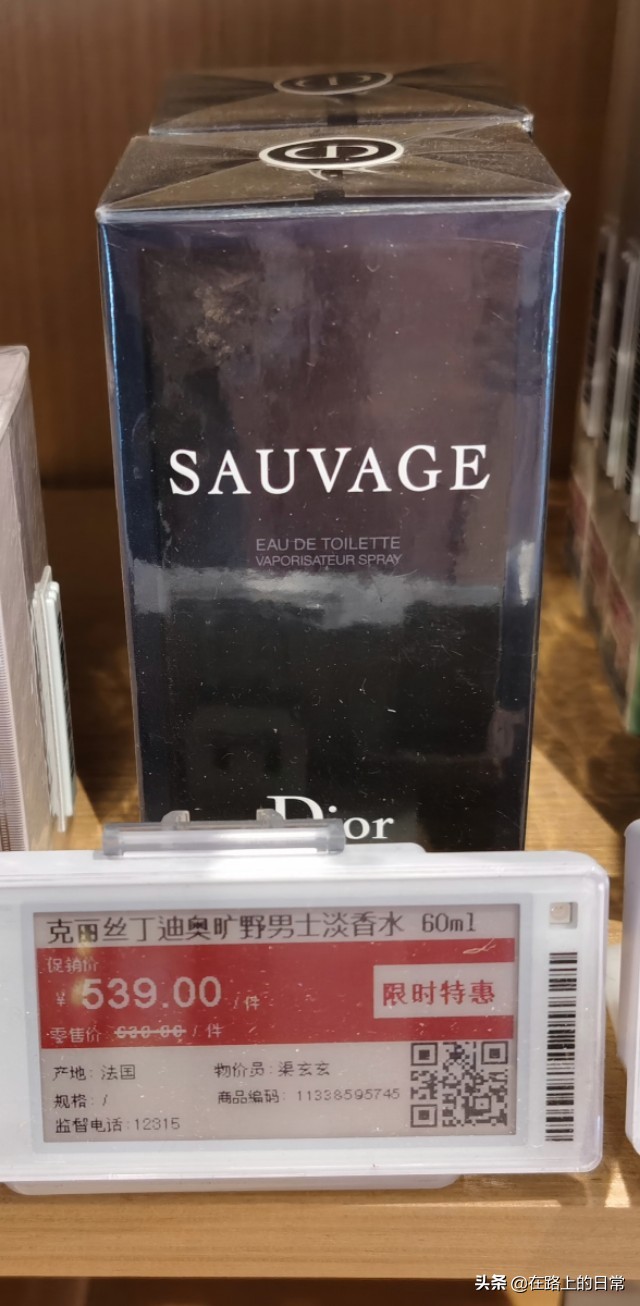 SAUVAGE
EAU DE TOILETTE
VAPORISATEUR SPRAY
Dior
克丽丝丁迪奥旷野男士淡香水 60ml
促销价
¥ 539.00 /件
限时特惠
零售价 /件
产地: 法国
物价员: 渠玄玄
规格: /
商品编码: 11338595745
监督电话:12315
头条 @在路上的日常